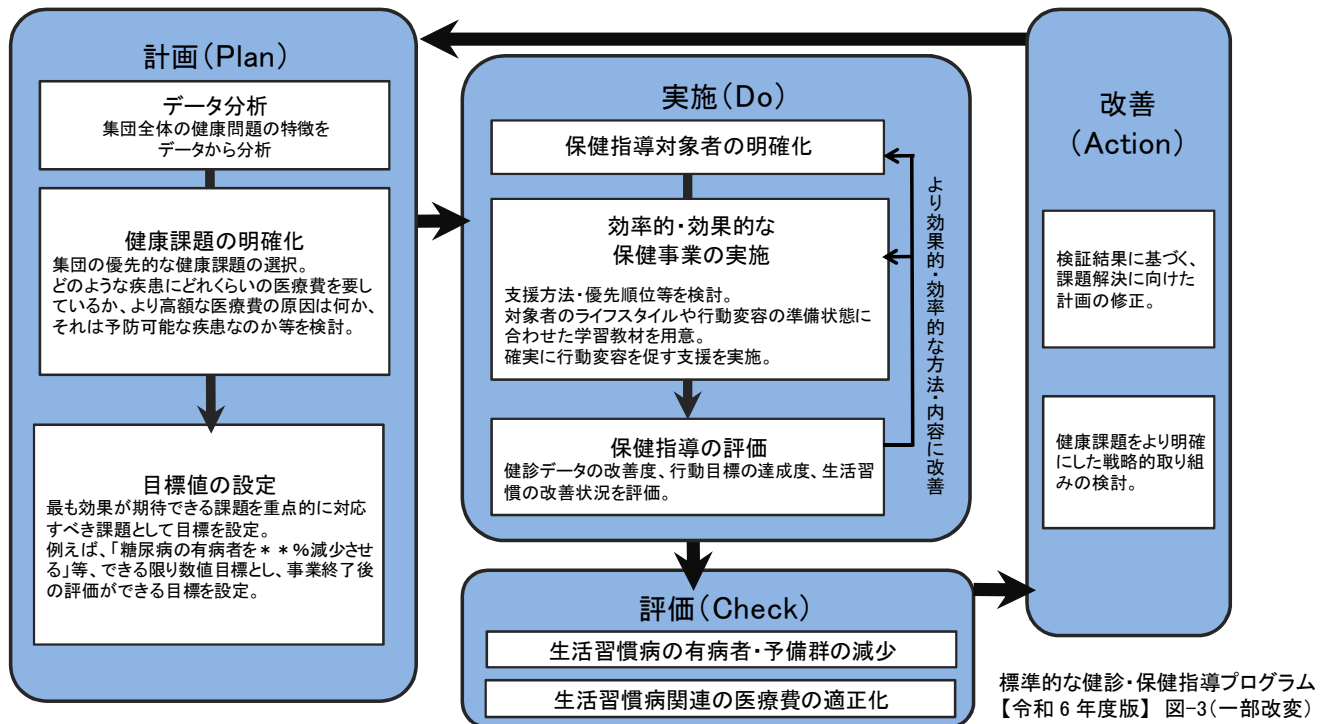 計画（Plan）
データ分析
集団全体の健康問題の特徴を
データから分析
健康課題の明確化
集団の優先的な健康課題の選択。
どのような疾患にどれくらいの医療費を要し
ているか、より高額な医療費の原因は何か、
それは予防可能な疾患なのか等を検討。
目標値の設定
最も効果が期待できる課題を重点的に対応
すべき課題として目標を設定。
例えば、「糖尿病の有病者を＊＊％減少させ
る」等、できる限り数値目標とし、事業終了後
の評価ができる目標を設定。
実施（Do）
保健指導対象者の明確化
効率的・効果的な
保健事業の実施
支援方法・優先順位等を検討。
対象者のライフスタイルや行動変容の準備状態に
合わせた学習教材を用意。
確実に行動変容を促す支援を実施。
保健指導の評価
健診データの改善度、行動目標の達成度、生活習
慣の改善状況を評価。
より効果的・効率的な方法・内容に改善
評価（Check）
生活習慣病の有病者・予備群の減少
生活習慣病関連の医療費の適正化
改善
（Action）
検証結果に基づく、
課題解決に向けた
計画の修正。
健康課題をより明確
にした戦略的取り組
みの検討。
標準的な健診・保健指導プログラム
【令和 6 年度版】 図-3（一部改変）